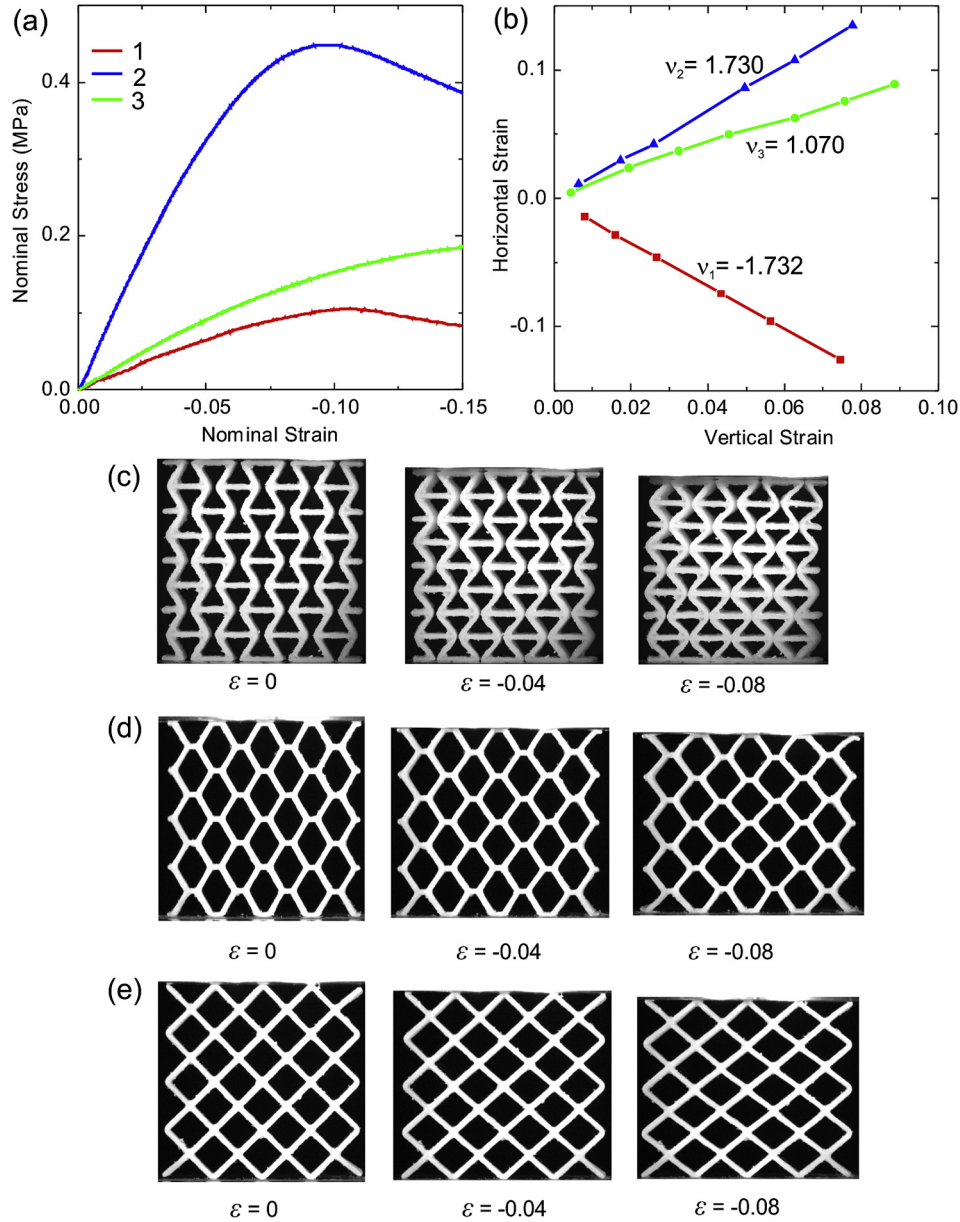 (a)
1
2
3
0.4
0.2
0.0
Nominal Stress (MPa)
0.00 -0.05 -0.10 -0.15
Nominal Strain
(b)
0.1
0.0
-0.1
Horizontal Strain
ν2= 1.730
ν3= 1.070
ν1= -1.732
0.00 0.02 0.04 0.06 0.08 0.10
Vertical Strain
(c)
ε = 0 ε = -0.04 ε = -0.08
(d)
ε = 0 ε = -0.04 ε = -0.08
(e)
ε = 0 ε = -0.04 ε = -0.08